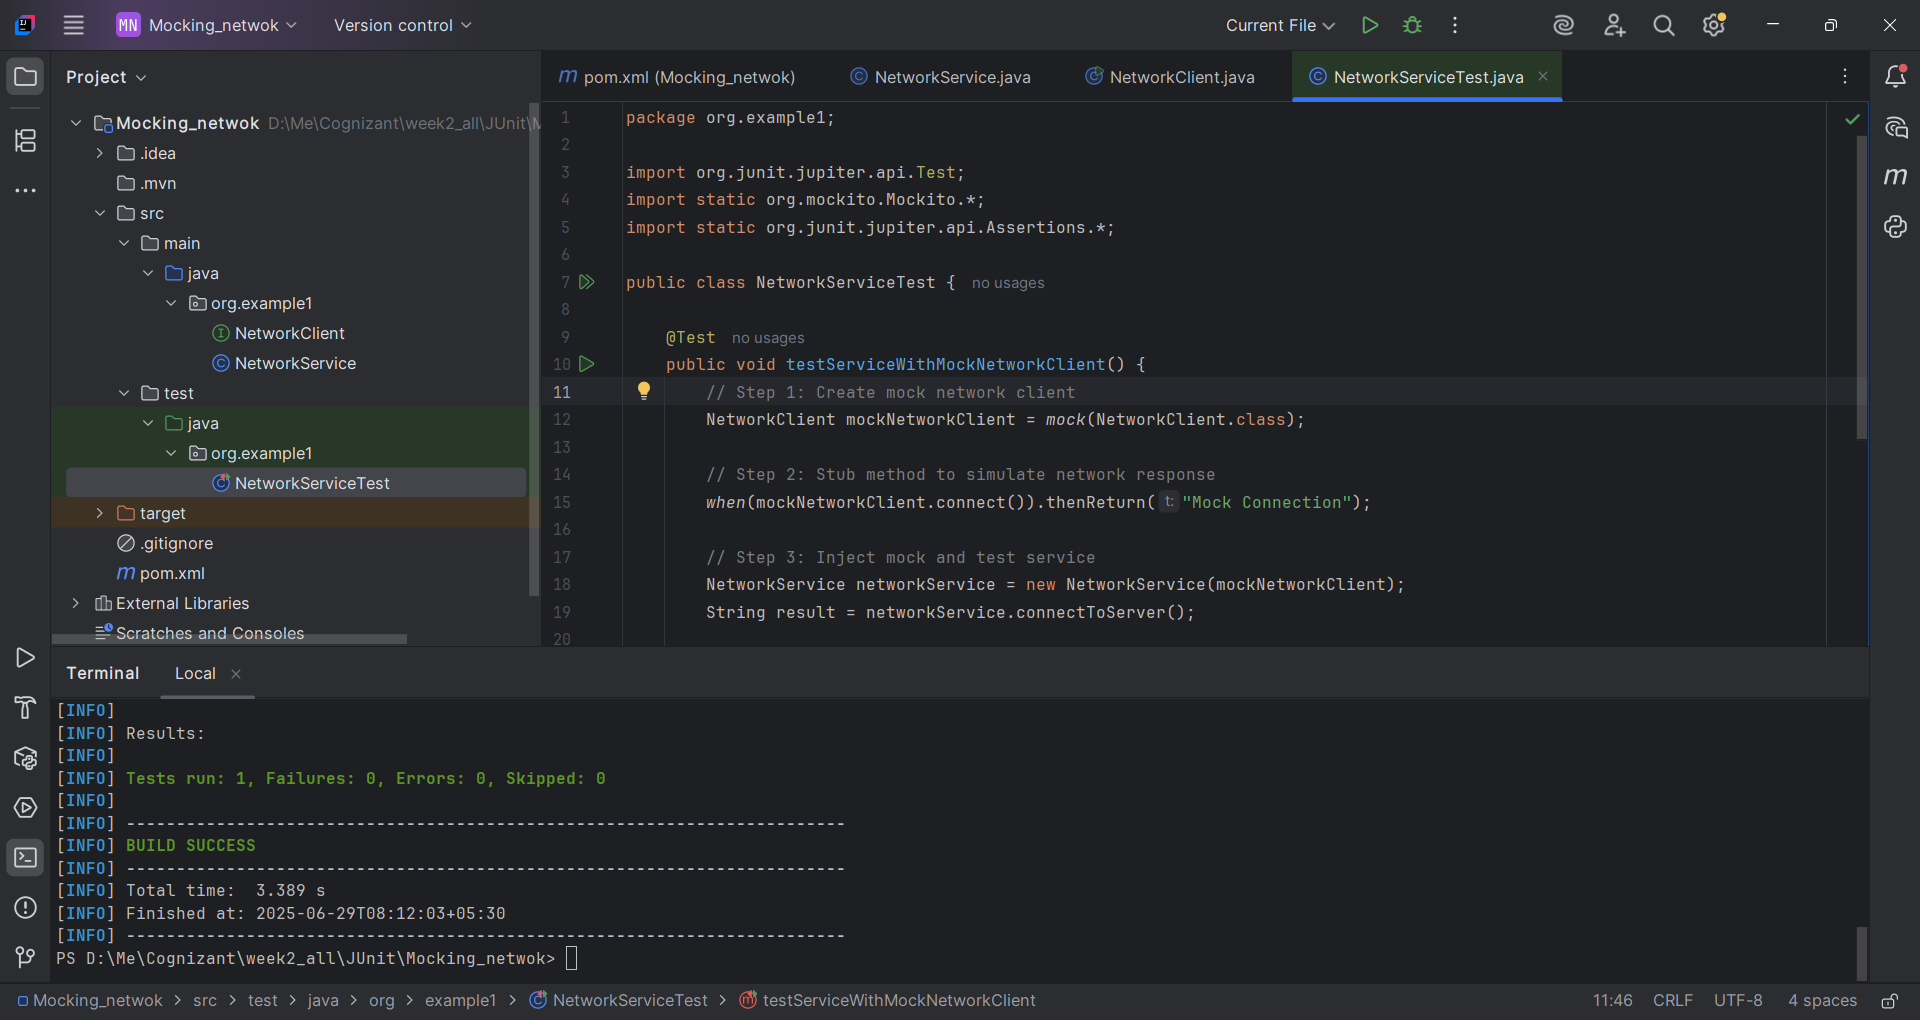 MN Mocking_netwok
Version control
Current File
Project
Mocking_netwok D:\Me\Cognizant\week2_all\JUnit\M
.idea
.mvn
src
main
java
org.example1
NetworkClient
NetworkService
test
java
org.example1
NetworkServiceTest
target
.gitignore
pom.xml
External Libraries
Scratches and Consoles
pom.xml (Mocking_netwok)
NetworkService.java
NetworkClient.java
NetworkServiceTest.java
1 package org.example1;
2
3 import org.junit.jupiter.api.Test;
4 import static org.mockito.Mockito.*;
5 import static org.junit.jupiter.api.Assertions.*;
6
7 public class NetworkServiceTest { no usages
8
9 @Test no usages
10 public void testServiceWithMockNetworkClient() {
11 // Step 1: Create mock network client
12 NetworkClient mockNetworkClient = mock(NetworkClient.class);
13
14 // Step 2: Stub method to simulate network response
15 when(mockNetworkClient.connect()).thenReturn( t: "Mock Connection");
16
17 // Step 3: Inject mock and test service
18 NetworkService networkService = new NetworkService(mockNetworkClient);
19 String result = networkService.connectToServer();
20
Terminal
Local
[INFO]
[INFO] Results:
[INFO]
[INFO] Tests run: 1, Failures: 0, Errors: 0, Skipped: 0
[INFO]
[INFO] ------------------------------------------------------------------------
[INFO] BUILD SUCCESS
[INFO] ------------------------------------------------------------------------
[INFO] Total time:  3.389 s
[INFO] Finished at: 2025-06-29T08:12:03+05:30
[INFO] ------------------------------------------------------------------------
PS D:\Me\Cognizant\week2_all\JUnit\Mocking_netwok>
Mocking_netwok > src > test > java > org > example1 > NetworkServiceTest > testServiceWithMockNetworkClient
11:46 CRLF UTF-8 4 spaces